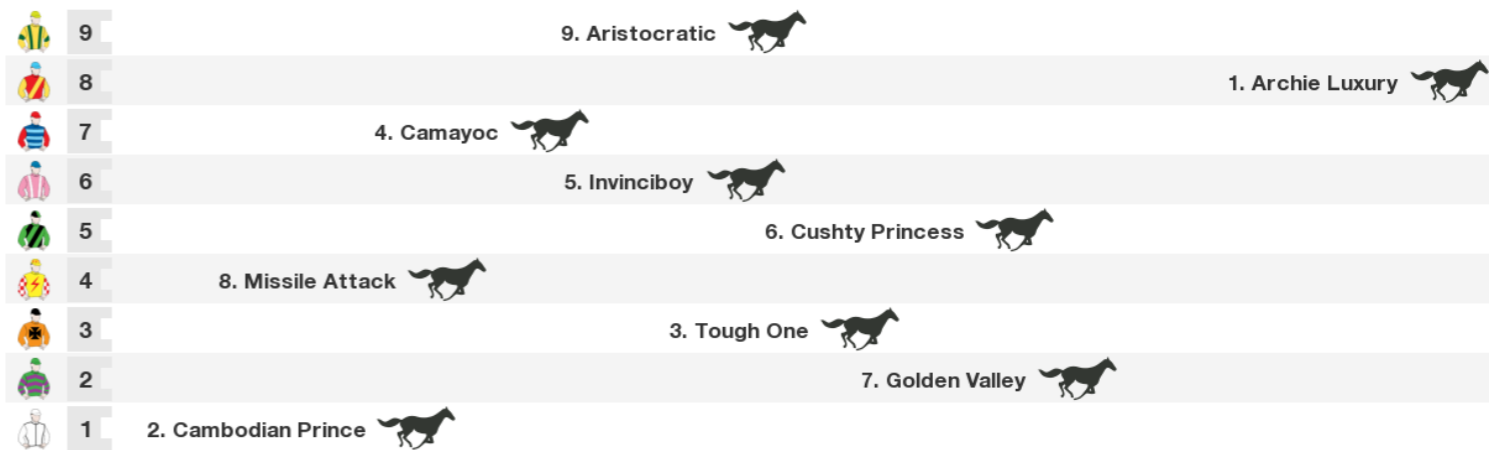 9 9. Aristocratic
8 1. Archie Luxury
7 4. Camayoc
6 5. Invinciboy
5 6. Cushty Princess
4 8. Missile Attack
3 3. Tough One
2 7. Golden Valley
1 2. Cambodian Prince